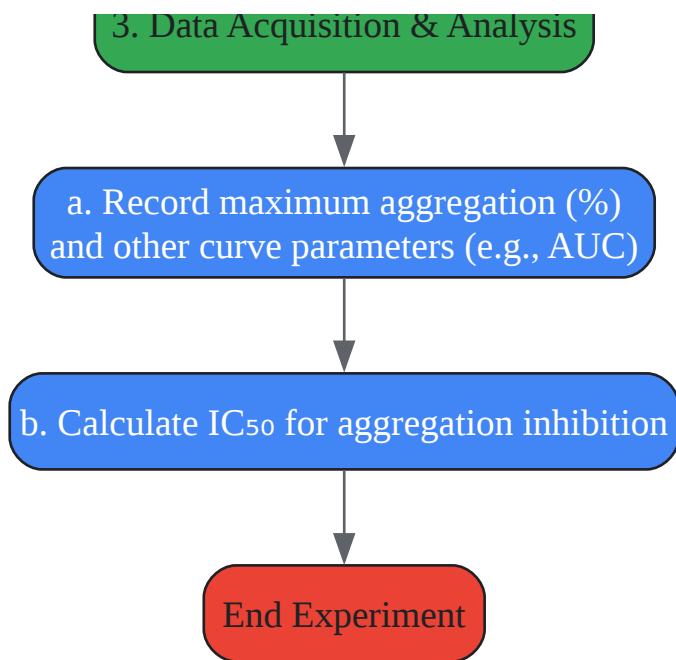 3. Data Acquisition & Analysis
a. Record maximum aggregation (%)
and other curve parameters (e.g., AUC)
b. Calculate IC₅₀ for aggregation inhibition
End Experiment